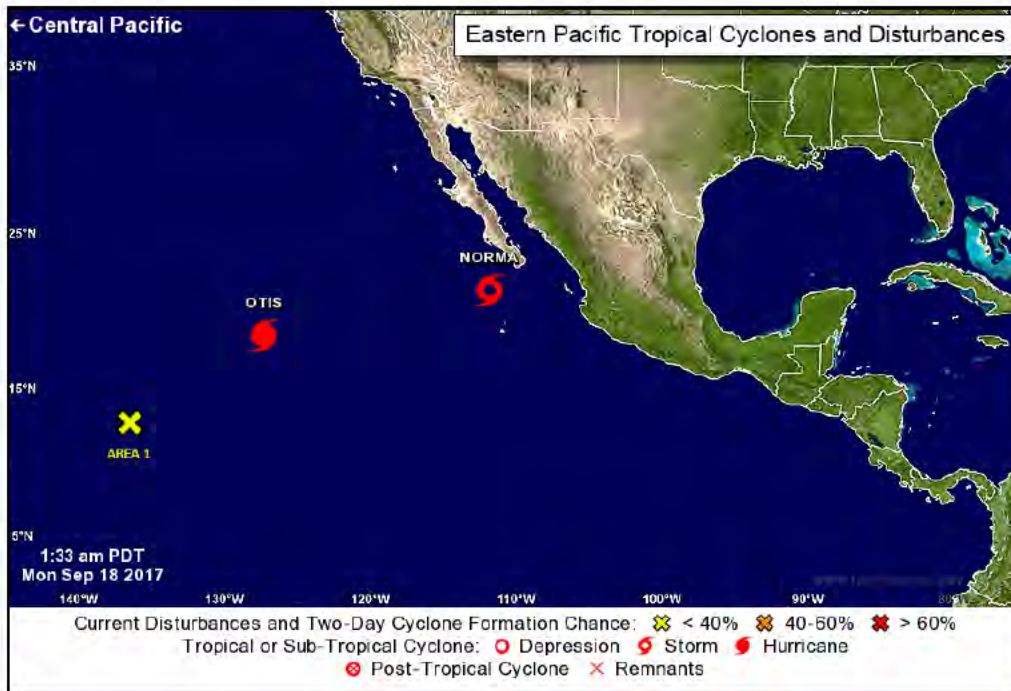 ←Central Pacific
Eastern Pacific Tropical Cyclones and Disturbances
35°N
25°N
NORMA
OTIS
15°N
AREA 1
5°N
1:33 am PDT
Mon Sep 18 2017
140°W 130°W 120°W 110°W 100°W 90°W
Current Disturbances and Two-Day Cyclone Formation Chance: < 40% 40-60% > 60%
Tropical or Sub-Tropical Cyclone: Depression Storm Hurricane
Post-Tropical Cyclone Remnants